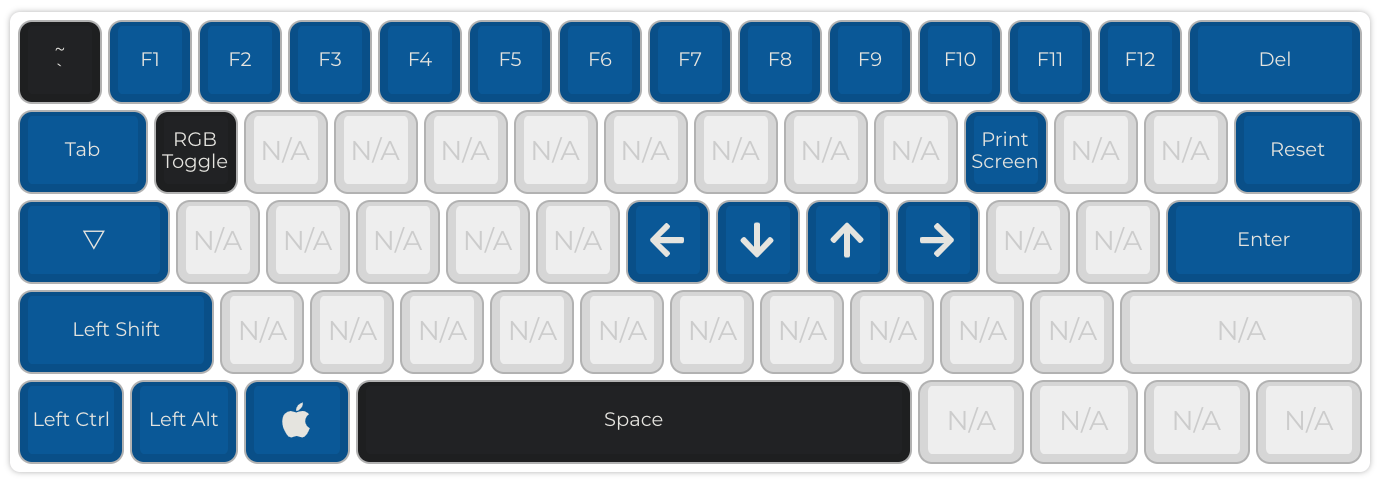 ~
`
F1
F2
F3
F4
F5
F6
F7
F8
F9
F10
F11
F12
Del
Tab
RGB
Toggle
N/A
N/A
N/A
N/A
N/A
N/A
N/A
N/A
Print
Screen
N/A
N/A
Reset
▽
N/A
N/A
N/A
N/A
N/A
←
↓
↑
→
N/A
N/A
Enter
Left Shift
N/A
N/A
N/A
N/A
N/A
N/A
N/A
N/A
N/A
N/A
N/A
Left Ctrl
Left Alt
Space
N/A
N/A
N/A
N/A